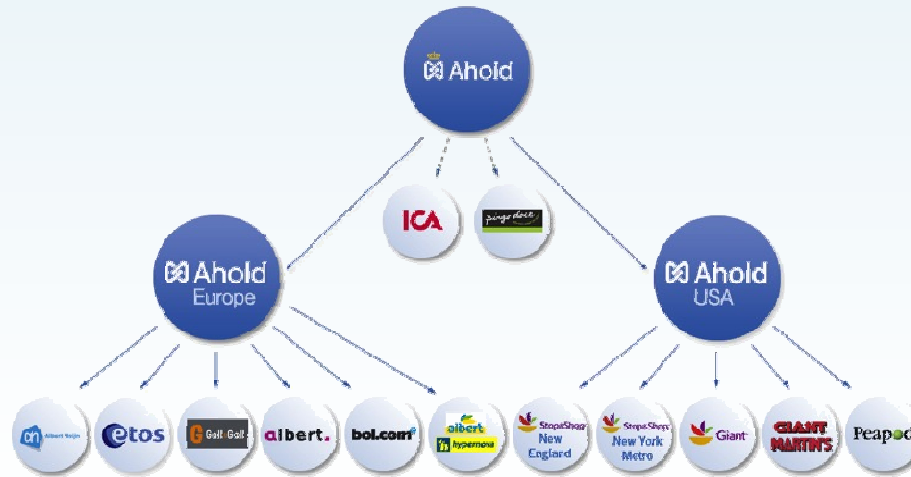 Ahold
ICA
pingo doce
Ahold
Europe
Ahold
USA
ah Albert Heijn
etos
G Gall&Gall
albert.
bol.com
albert
h hypernova
Stop&Shop
New
England
Stop&Shop
New York
Metro
Giant
GIANT
MARTIN'S
Peapod